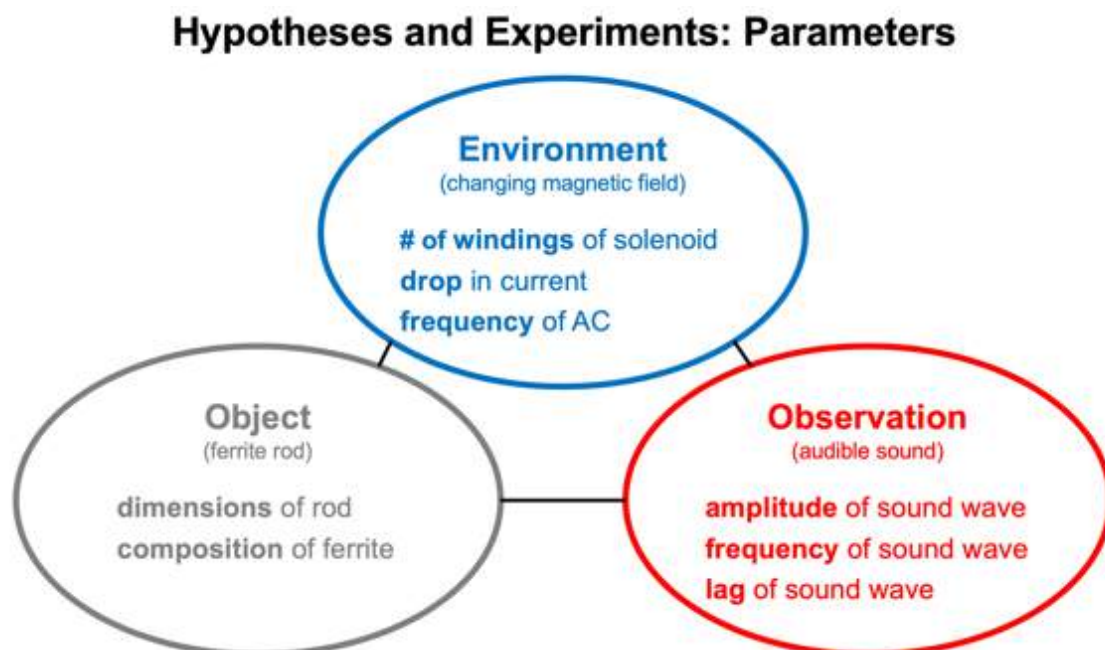 Hypotheses and Experiments: Parameters
Environment
(changing magnetic field)
# of windings of solenoid
drop in current
frequency of AC
Object
(ferrite rod)
dimensions of rod
composition of ferrite
Observation
(audible sound)
amplitude of sound wave
frequency of sound wave
lag of sound wave